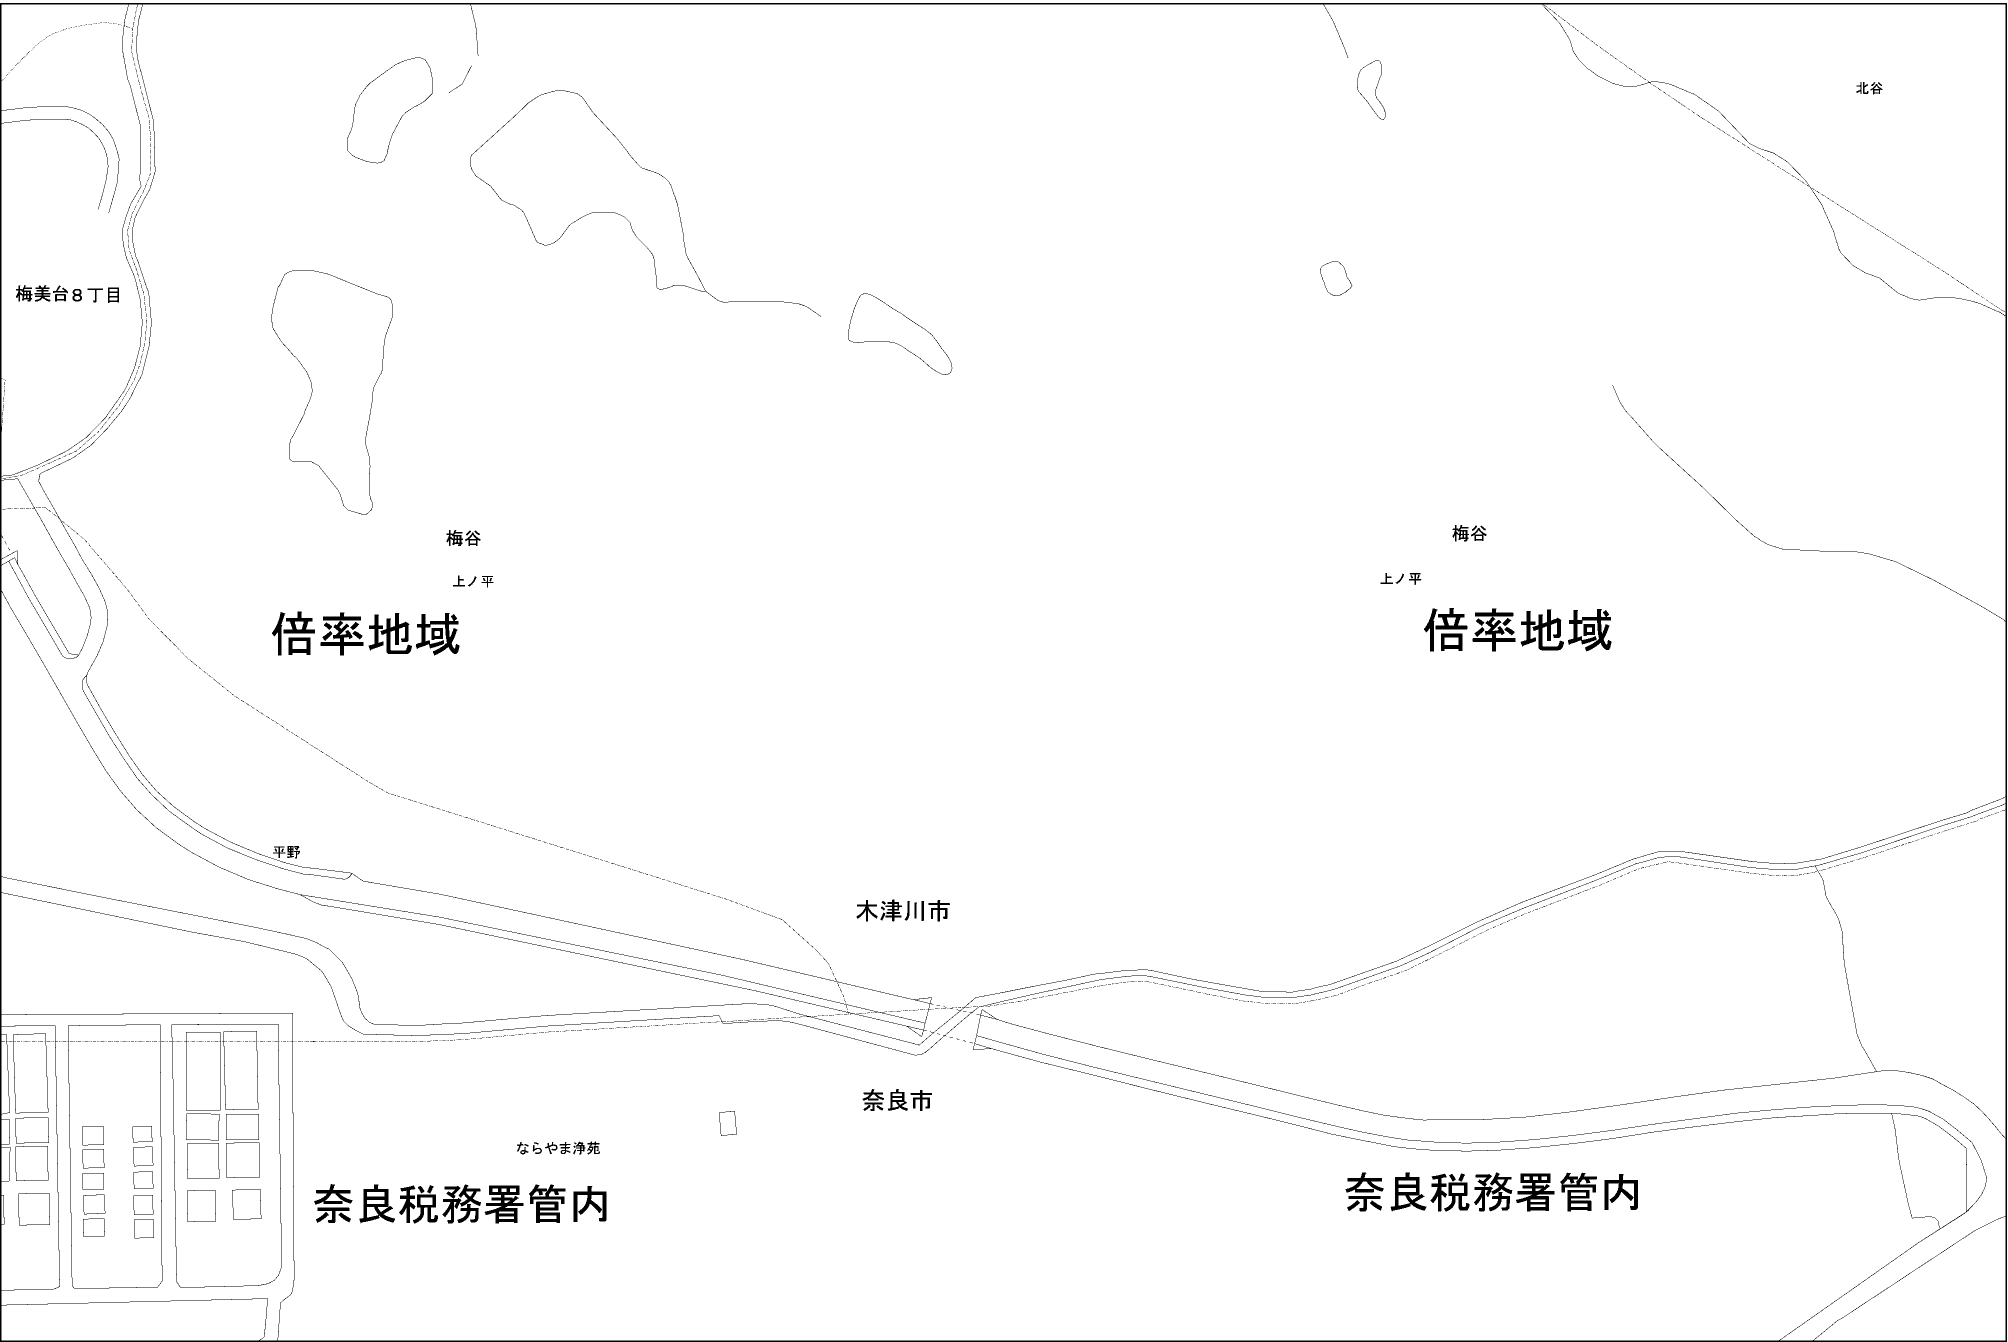 北谷
梅美台８丁目
梅谷
上ノ平
倍率地域
梅谷
上ノ平
倍率地域
平野
木津川市
奈良市
ならやま浄苑
奈良税務署管内
奈良税務署管内